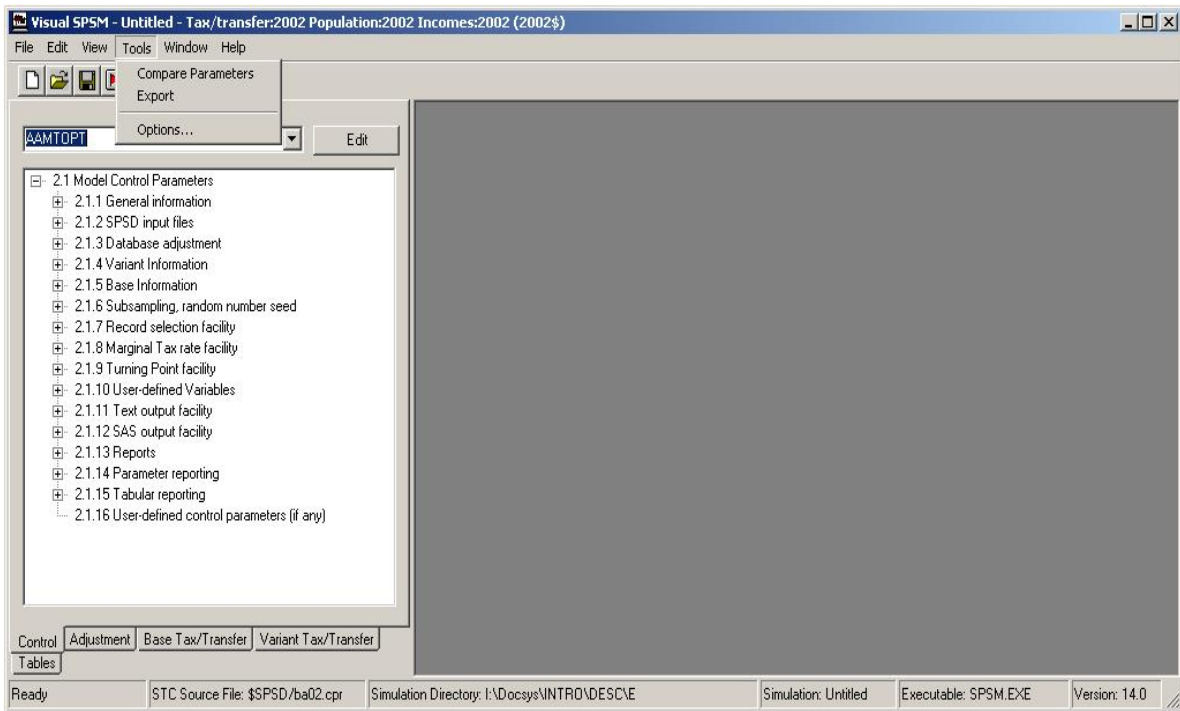 Visual SPSM - Untitled - Tax/transfer:2002 Population:2002 Incomes:2002 (2002$)
File Edit View Tools Window Help
Compare Parameters
Export
Options...
AAMTOPT
Edit
2.1 Model Control Parameters
2.1.1 General information
2.1.2 SPSD input files
2.1.3 Database adjustment
2.1.4 Variant Information
2.1.5 Base Information
2.1.6 Subsampling, random number seed
2.1.7 Record selection facility
2.1.8 Marginal Tax rate facility
2.1.9 Turning Point facility
2.1.10 User-defined Variables
2.1.11 Text output facility
2.1.12 SAS output facility
2.1.13 Reports
2.1.14 Parameter reporting
2.1.15 Tabular reporting
2.1.16 User-defined control parameters (if any)
Control Adjustment Base Tax/Transfer Variant Tax/Transfer
Tables
Ready STC Source File: $SPSD/ba02.cpr Simulation Directory: I:\Docsys\INTRO\DESC\E Simulation: Untitled Executable: SPSM.EXE Version: 14.0